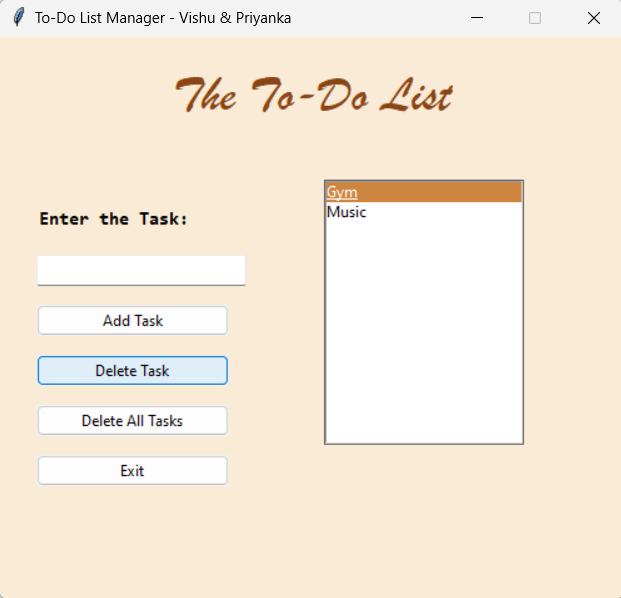 To-Do List Manager - Vishu & Priyanka
The To-Do List
Enter the Task:
Add Task
Delete Task
Delete All Tasks
Exit
Gym
Music